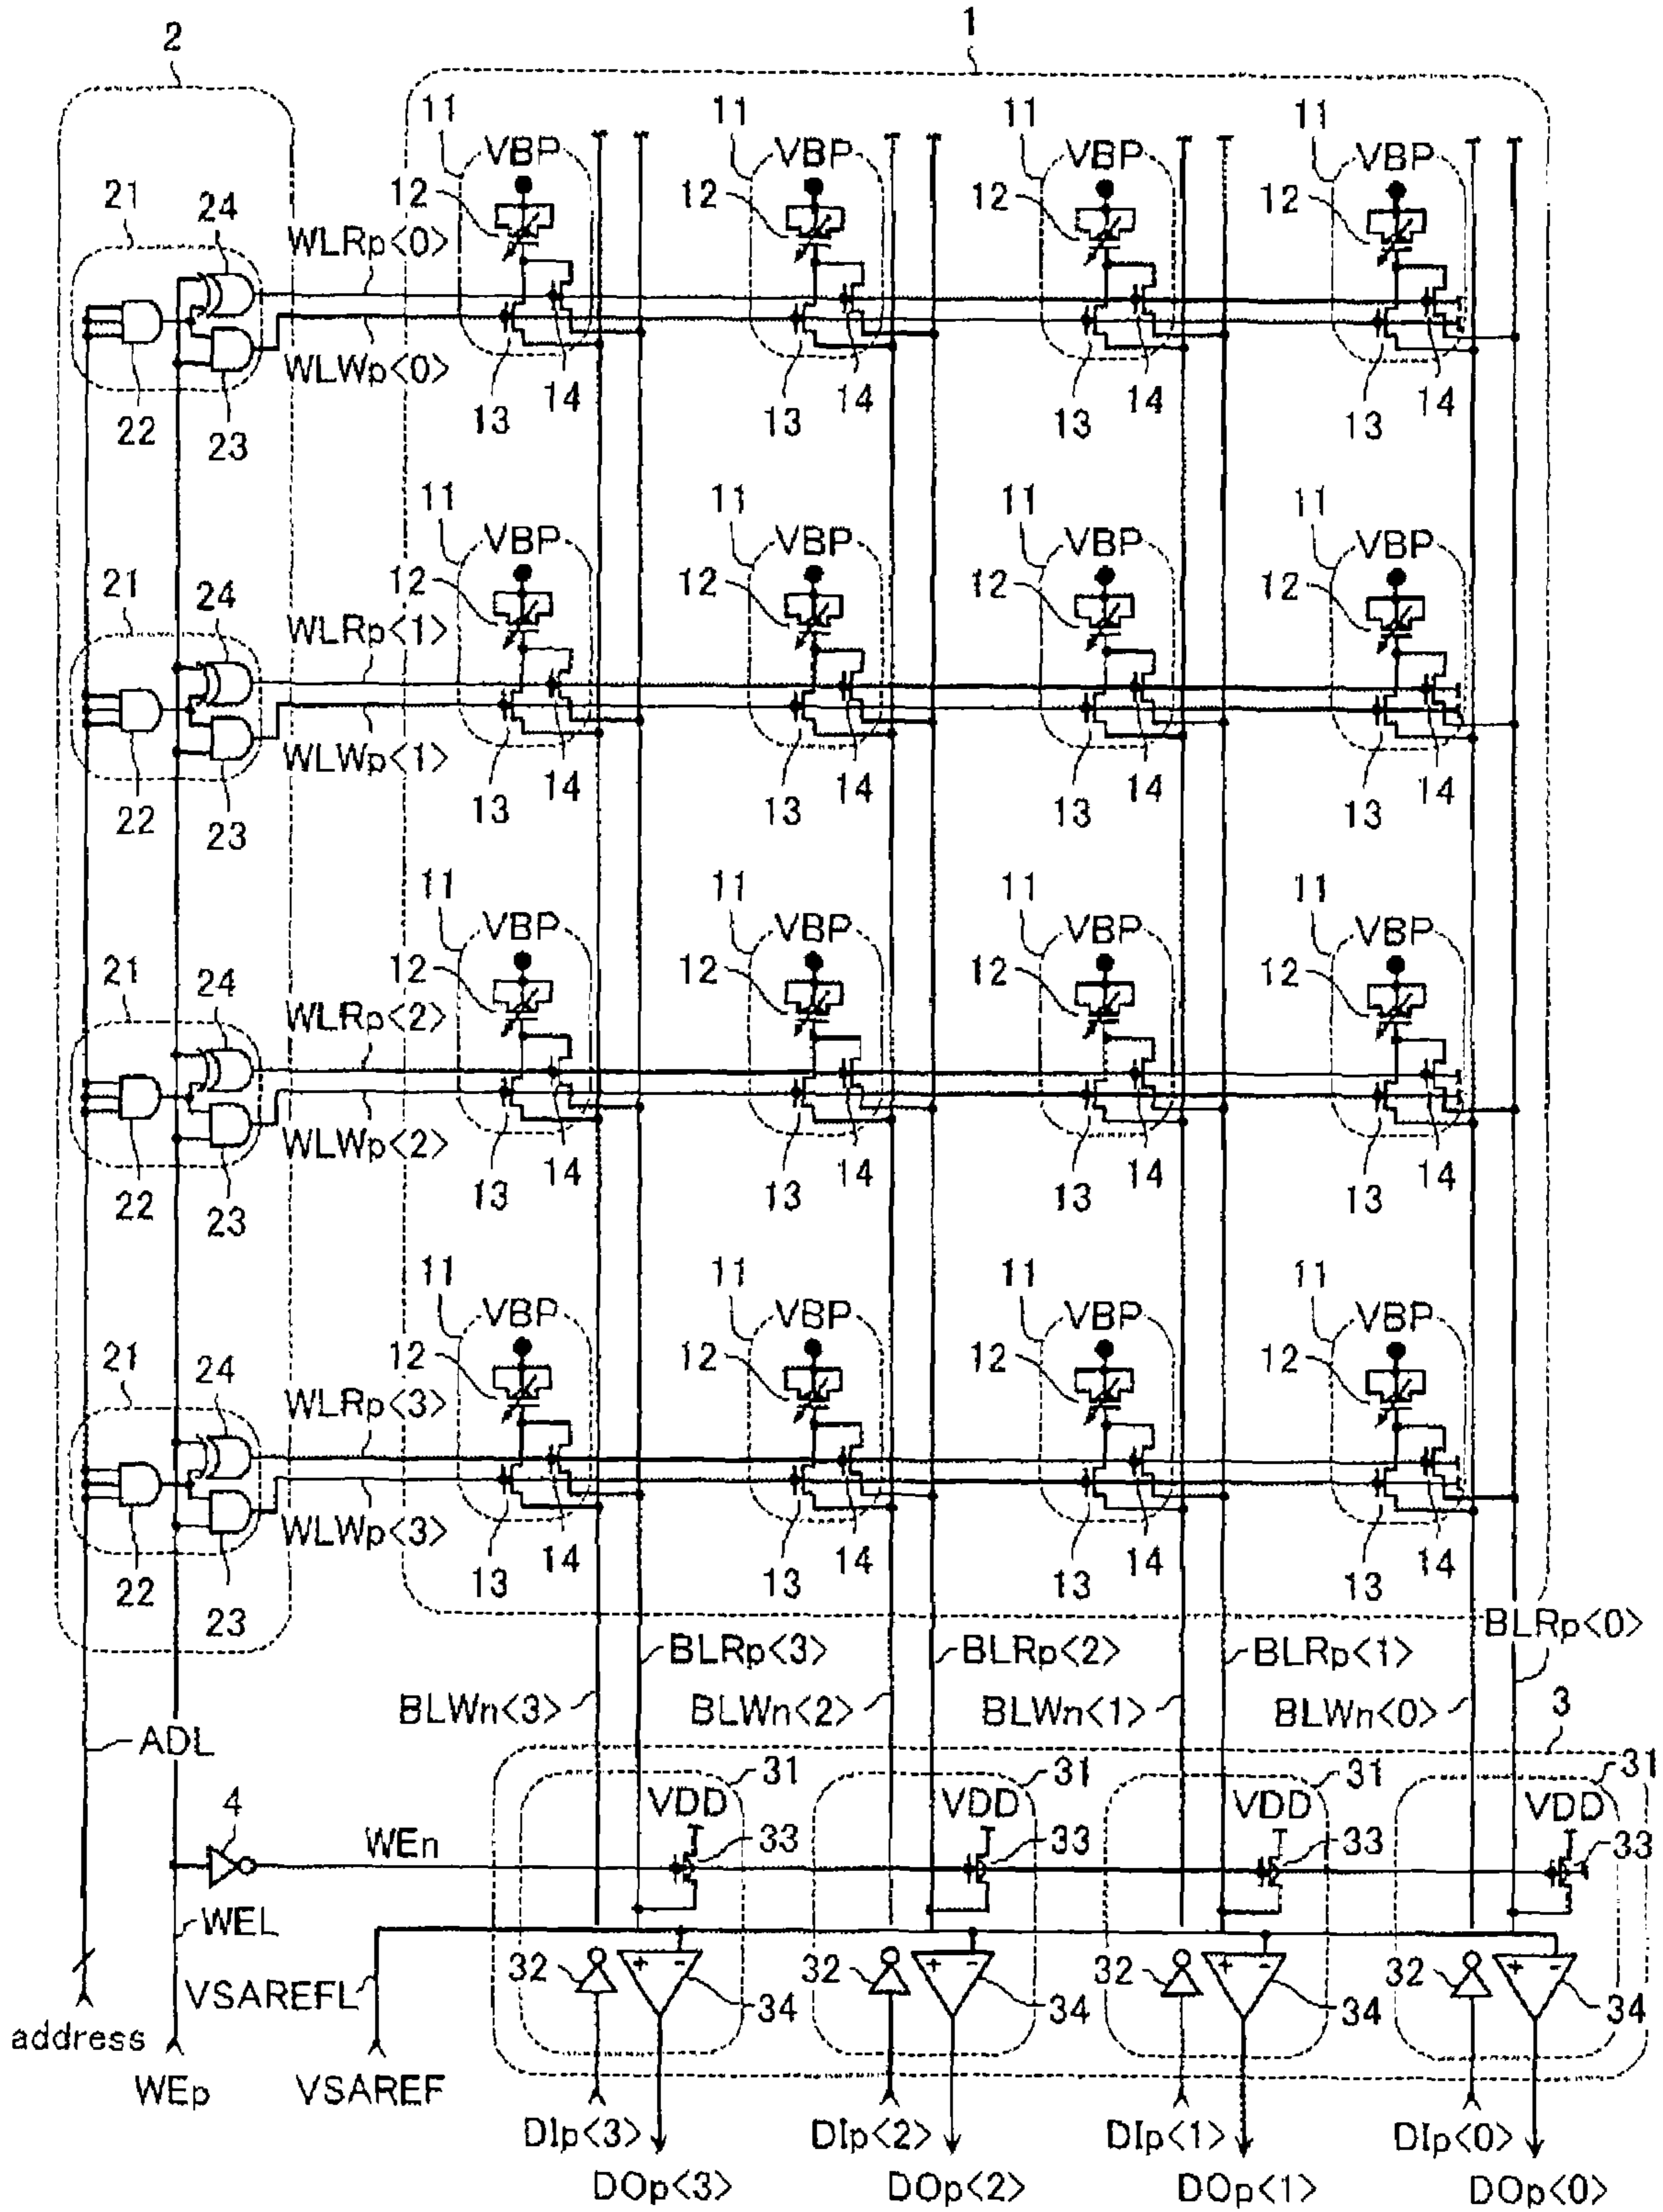 1
2
11 11 11 11
VBP VBP VBP VBP
21 24 12 12 12 12
WLRp<0>
WLWp<0>
22 23 13 14 13 14 13 14 13 14
11 11 11 11
VBP VBP VBP VBP
21 24 12 12 12 12
WLRp<1>
WLWp<1>
22 23 13 14 13 14 13 14 13 14
11 11 11 11
VBP VBP VBP VBP
21 24 12 12 12 12
WLRp<2>
WLWp<2>
22 23 13 14 13 14 13 14 13 14
11 11 11 11
VBP VBP VBP VBP
21 24 12 12 12 12
WLRp<3>
WLWp<3>
22 23 13 14 13 14 13 14 13 14
BLRp<3> BLRp<2> BLRp<1> BLRp<0>
BLWn<3> BLWn<2> BLWn<1> BLWn<0>
ADL 3
31 31 31 31
4 VDD VDD VDD VDD
WEn 33 33 33 33
WEL
VSAREFL 32 + - 34 32 + - 34 32 + - 34 32 + - 34
address
WEp VSAREF
DIp<3> DIp<2> DIp<1> DIp<0>
DOp<3> DOp<2> DOp<1> DOp<0>